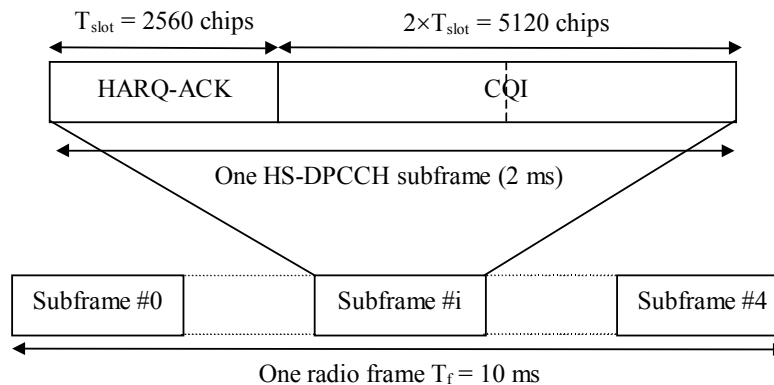 T_slot = 2560 chips
2×T_slot = 5120 chips
HARQ-ACK
CQI
One HS-DPCCH subframe (2 ms)
Subframe #0
Subframe #i
Subframe #4
One radio frame T_f = 10 ms